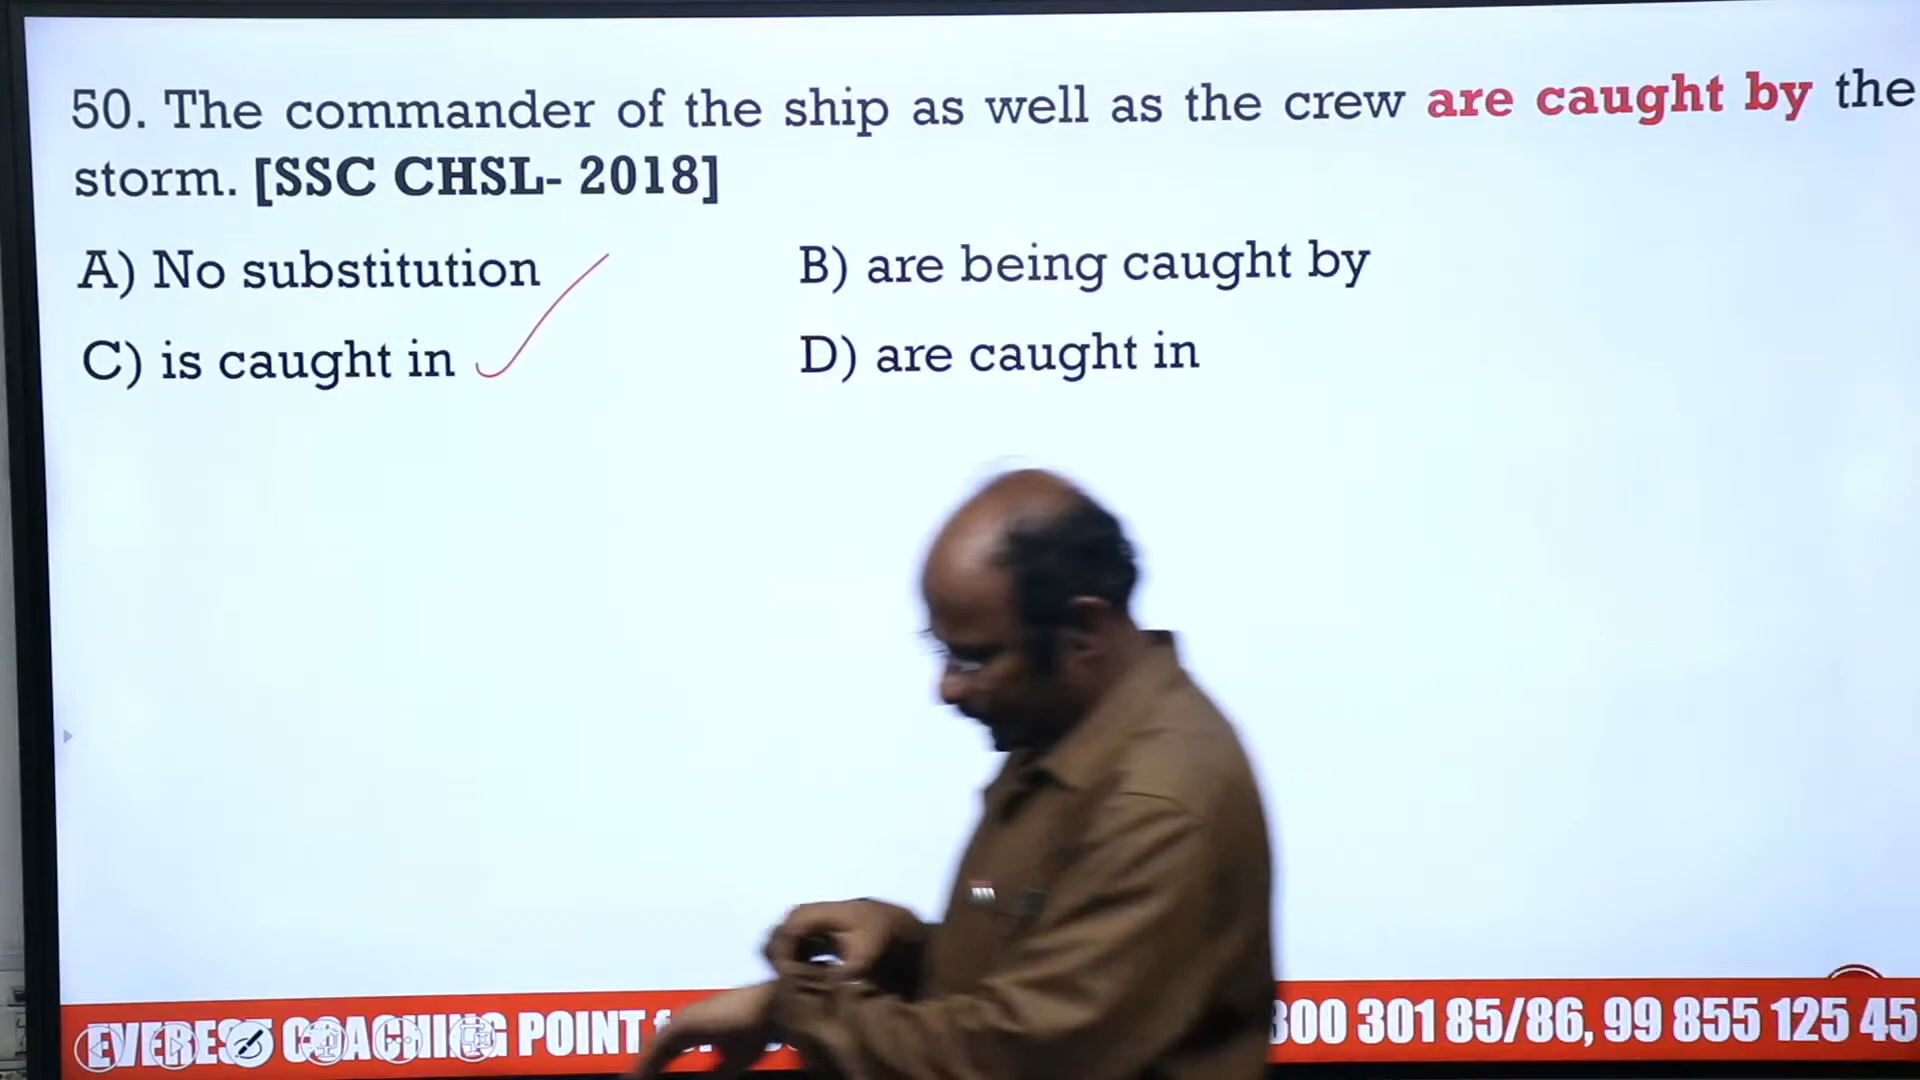 50. The commander of the ship as well as the crew are caught by the
storm. [SSC CHSL- 2018]
A) No substitution
B) are being caught by
C) is caught in
D) are caught in
EVEREST COACHING POINT 300 301 85/86, 99 855 125 45